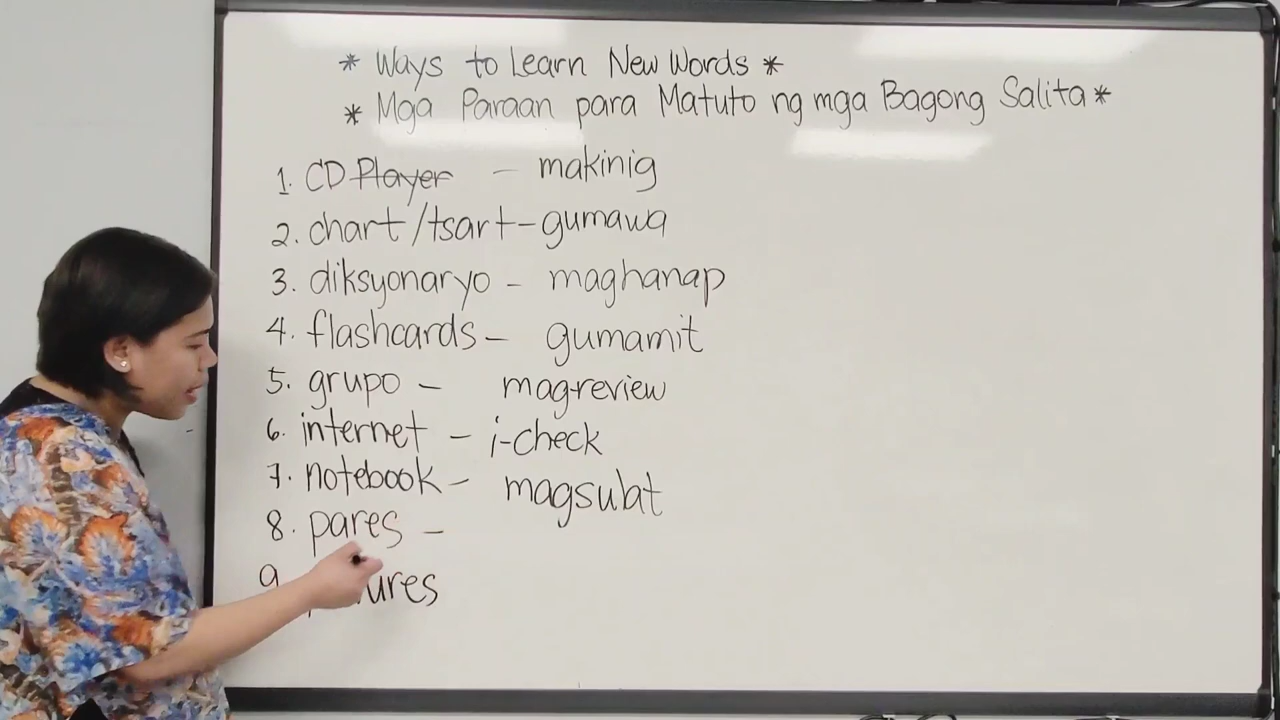 * Ways to Learn New Words *
* Mga Paraan para Matuto ng mga Bagong Salita *
1. CD Player - makinig
2. chart/tsart - gumawa
3. diksyonaryo - maghanap
4. flashcards - gumamit
5. grupo - mag-review
6. internet - i-check
7. notebook - magsulat
8. pares -
9.